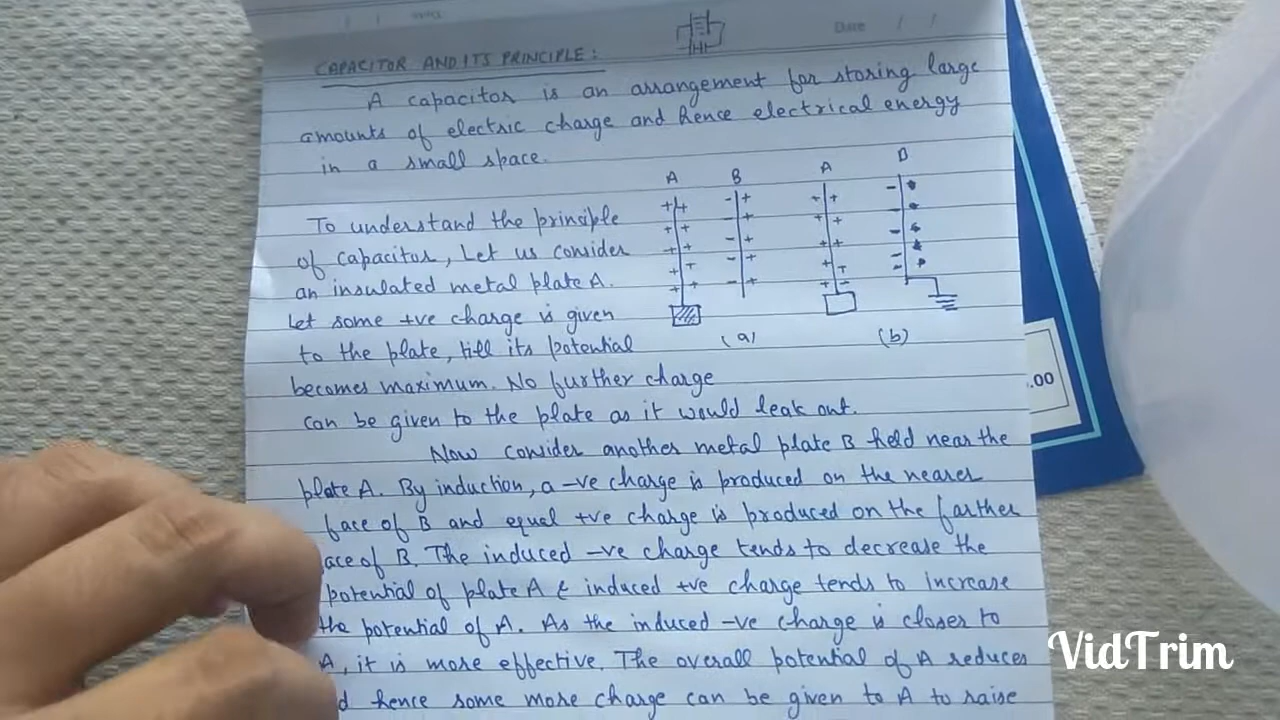 Date / /
CAPACITOR AND ITS PRINCIPLE:
A capacitor is an arrangement for storing large
amounts of electric charge and hence electrical energy
in a small space.
A B A B
To understand the principle
of capacitor, Let us consider
an insulated metal plate A.
Let some +ve charge is given
to the plate, till its potential
(a) (b)
becomes maximum. No further charge
can be given to the plate as it would leak out.
Now consider another metal plate B held near the
plate A. By induction, a -ve charge is produced on the nearer
face of B and equal +ve charge is produced on the farther
ace of B. The induced -ve charge tends to decrease the
potential of plate A & induced +ve charge tends to increase
the potential of A. As the induced -ve charge is closer to
A, it is more effective. The overall potential of A reduces
d hence some more charge can be given to A to raise
.00
VidTrim